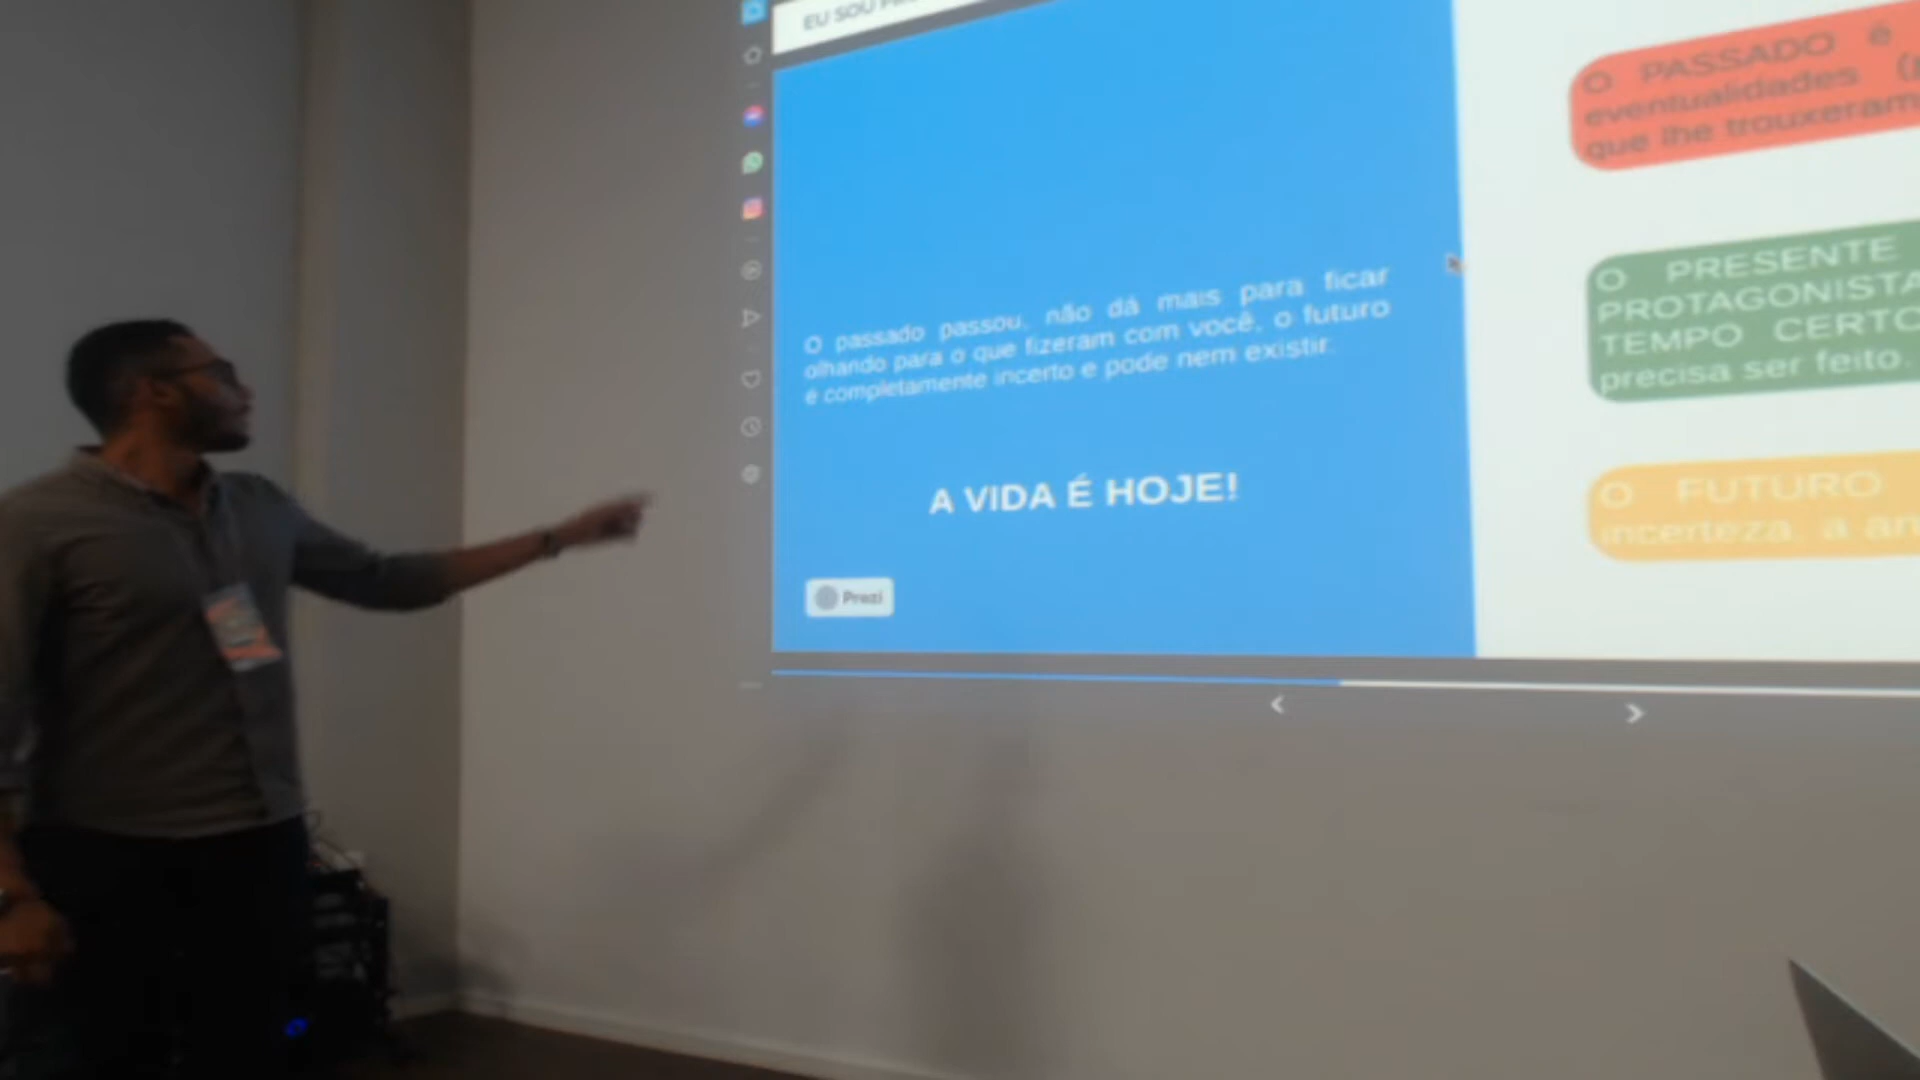 EU SOU
O passado passou, não dá mais para ficar
olhando para o que fizeram com você, o futuro
é completamente incerto e pode nem existir.
A VIDA É HOJE!
Prezi
O PASSADO é
eventualidades
que lhe trouxeram
O PRESENTE
PROTAGONISTA
TEMPO CERTO
precisa ser feito.
O FUTURO
incerteza, a an